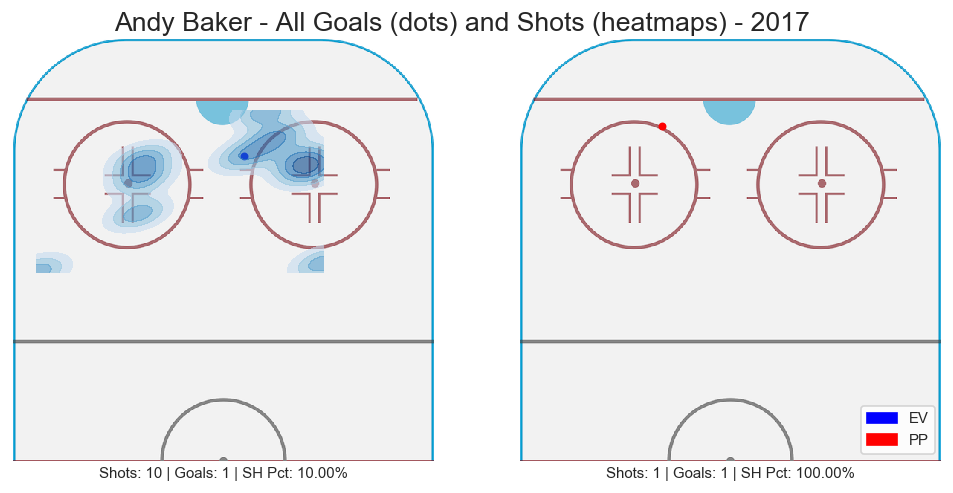 Andy Baker - All Goals (dots) and Shots (heatmaps) - 2017
EV
PP
Shots: 10 | Goals: 1 | SH Pct: 10.00%
Shots: 1 | Goals: 1 | SH Pct: 100.00%